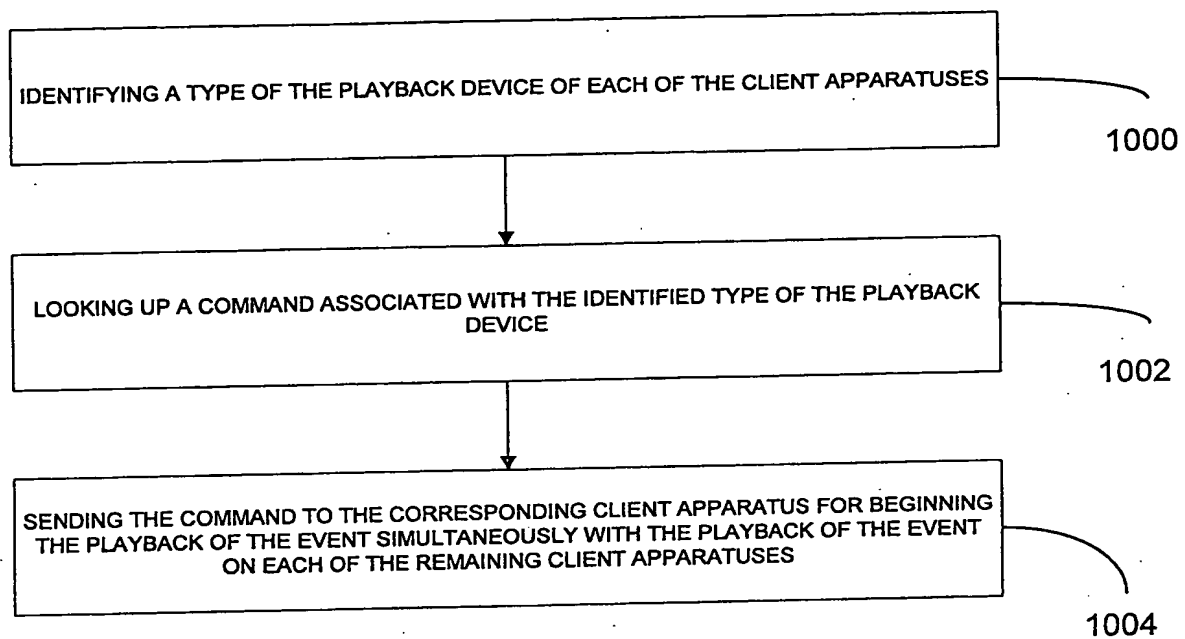 IDENTIFYING A TYPE OF THE PLAYBACK DEVICE OF EACH OF THE CLIENT APPARATUSES
1000
LOOKING UP A COMMAND ASSOCIATED WITH THE IDENTIFIED TYPE OF THE PLAYBACK
DEVICE
1002
SENDING THE COMMAND TO THE CORRESPONDING CLIENT APPARATUS FOR BEGINNING
THE PLAYBACK OF THE EVENT SIMULTANEOUSLY WITH THE PLAYBACK OF THE EVENT
ON EACH OF THE REMAINING CLIENT APPARATUSES
1004